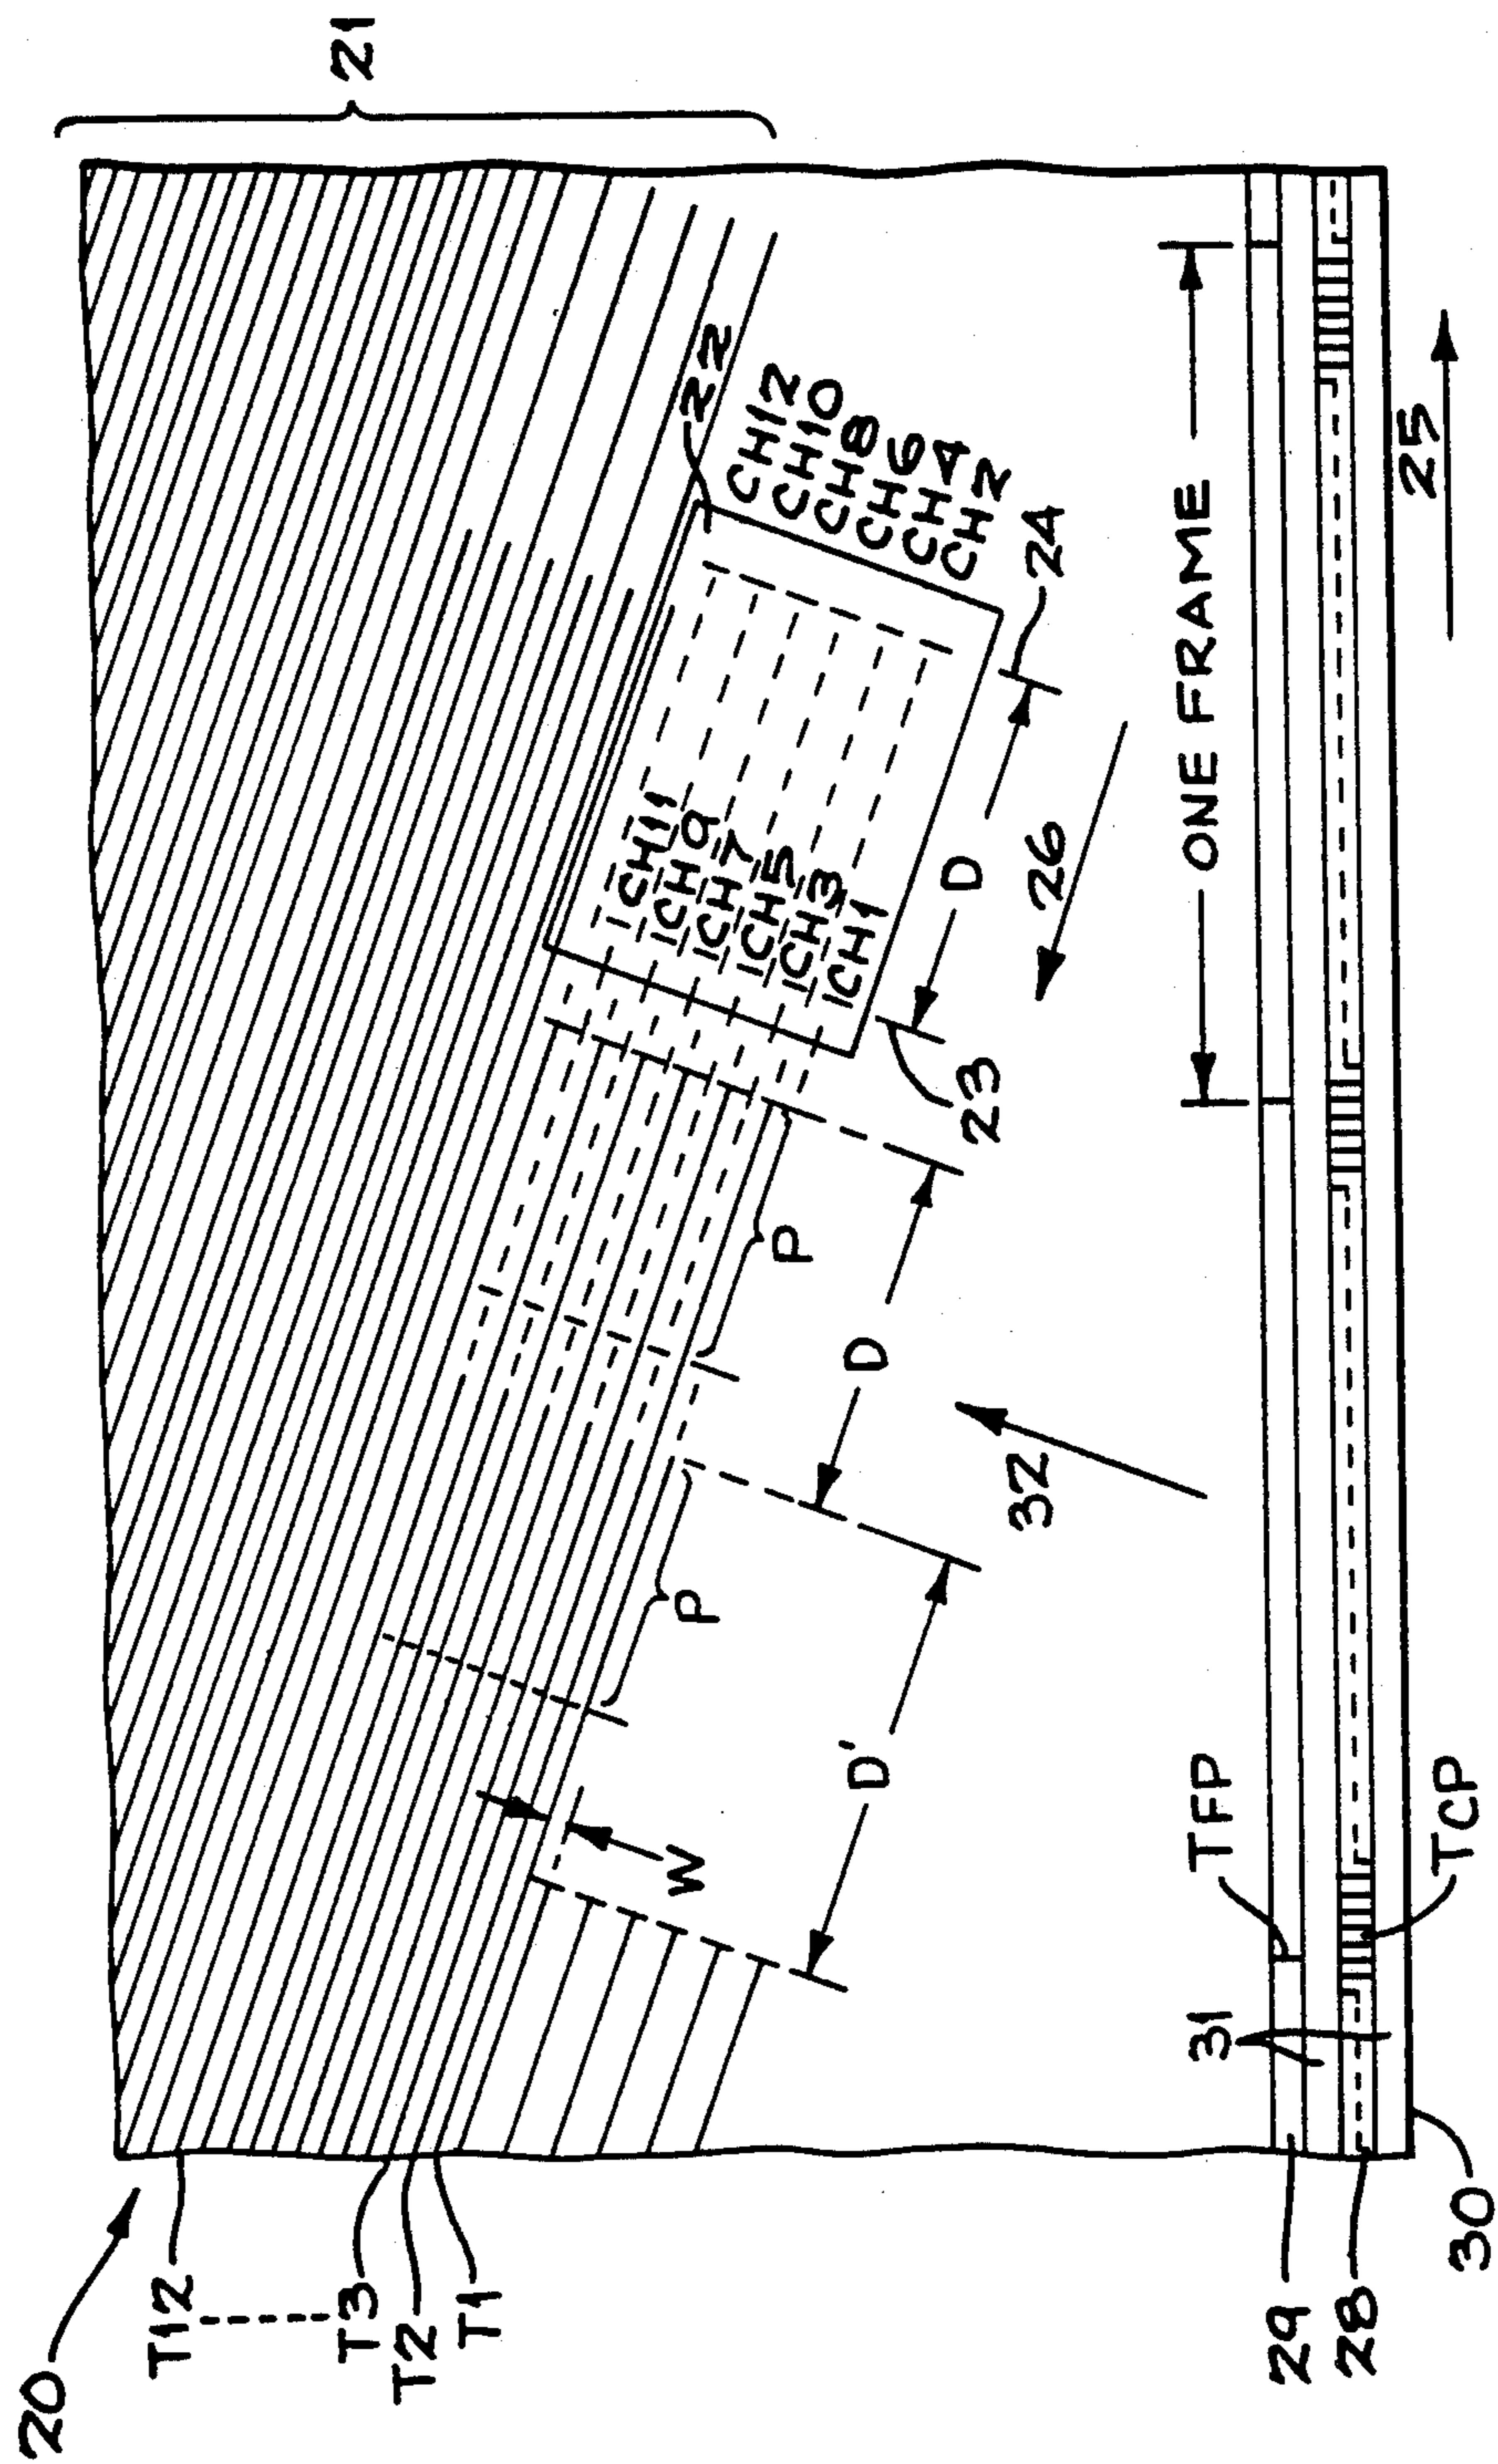 20
T12
T3
T2
T1
21
22
CH12
CH10
CH8
CH6
CH4
CH2
CH11
CH9
CH7
CH5
CH3
CH1
24
23
D
26
P
D
P
D'
W
32
ONE FRAME
25
TFP
31
TCP
29
28
30